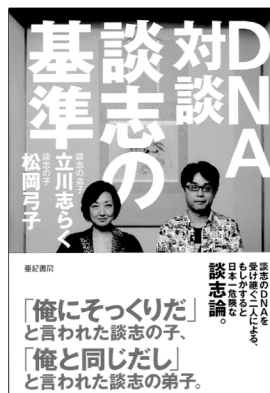 DNA
対談
談志の
基準
談志の弟子
立川志らく
談志の子
松岡弓子
談志のDNAを
受け継ぐ二人による、
もしかすると
日本一危険な
談志論。
亜紀書房
「俺にそっくりだ」
と言われた談志の子、
「俺と同じだし」
と言われた談志の弟子。